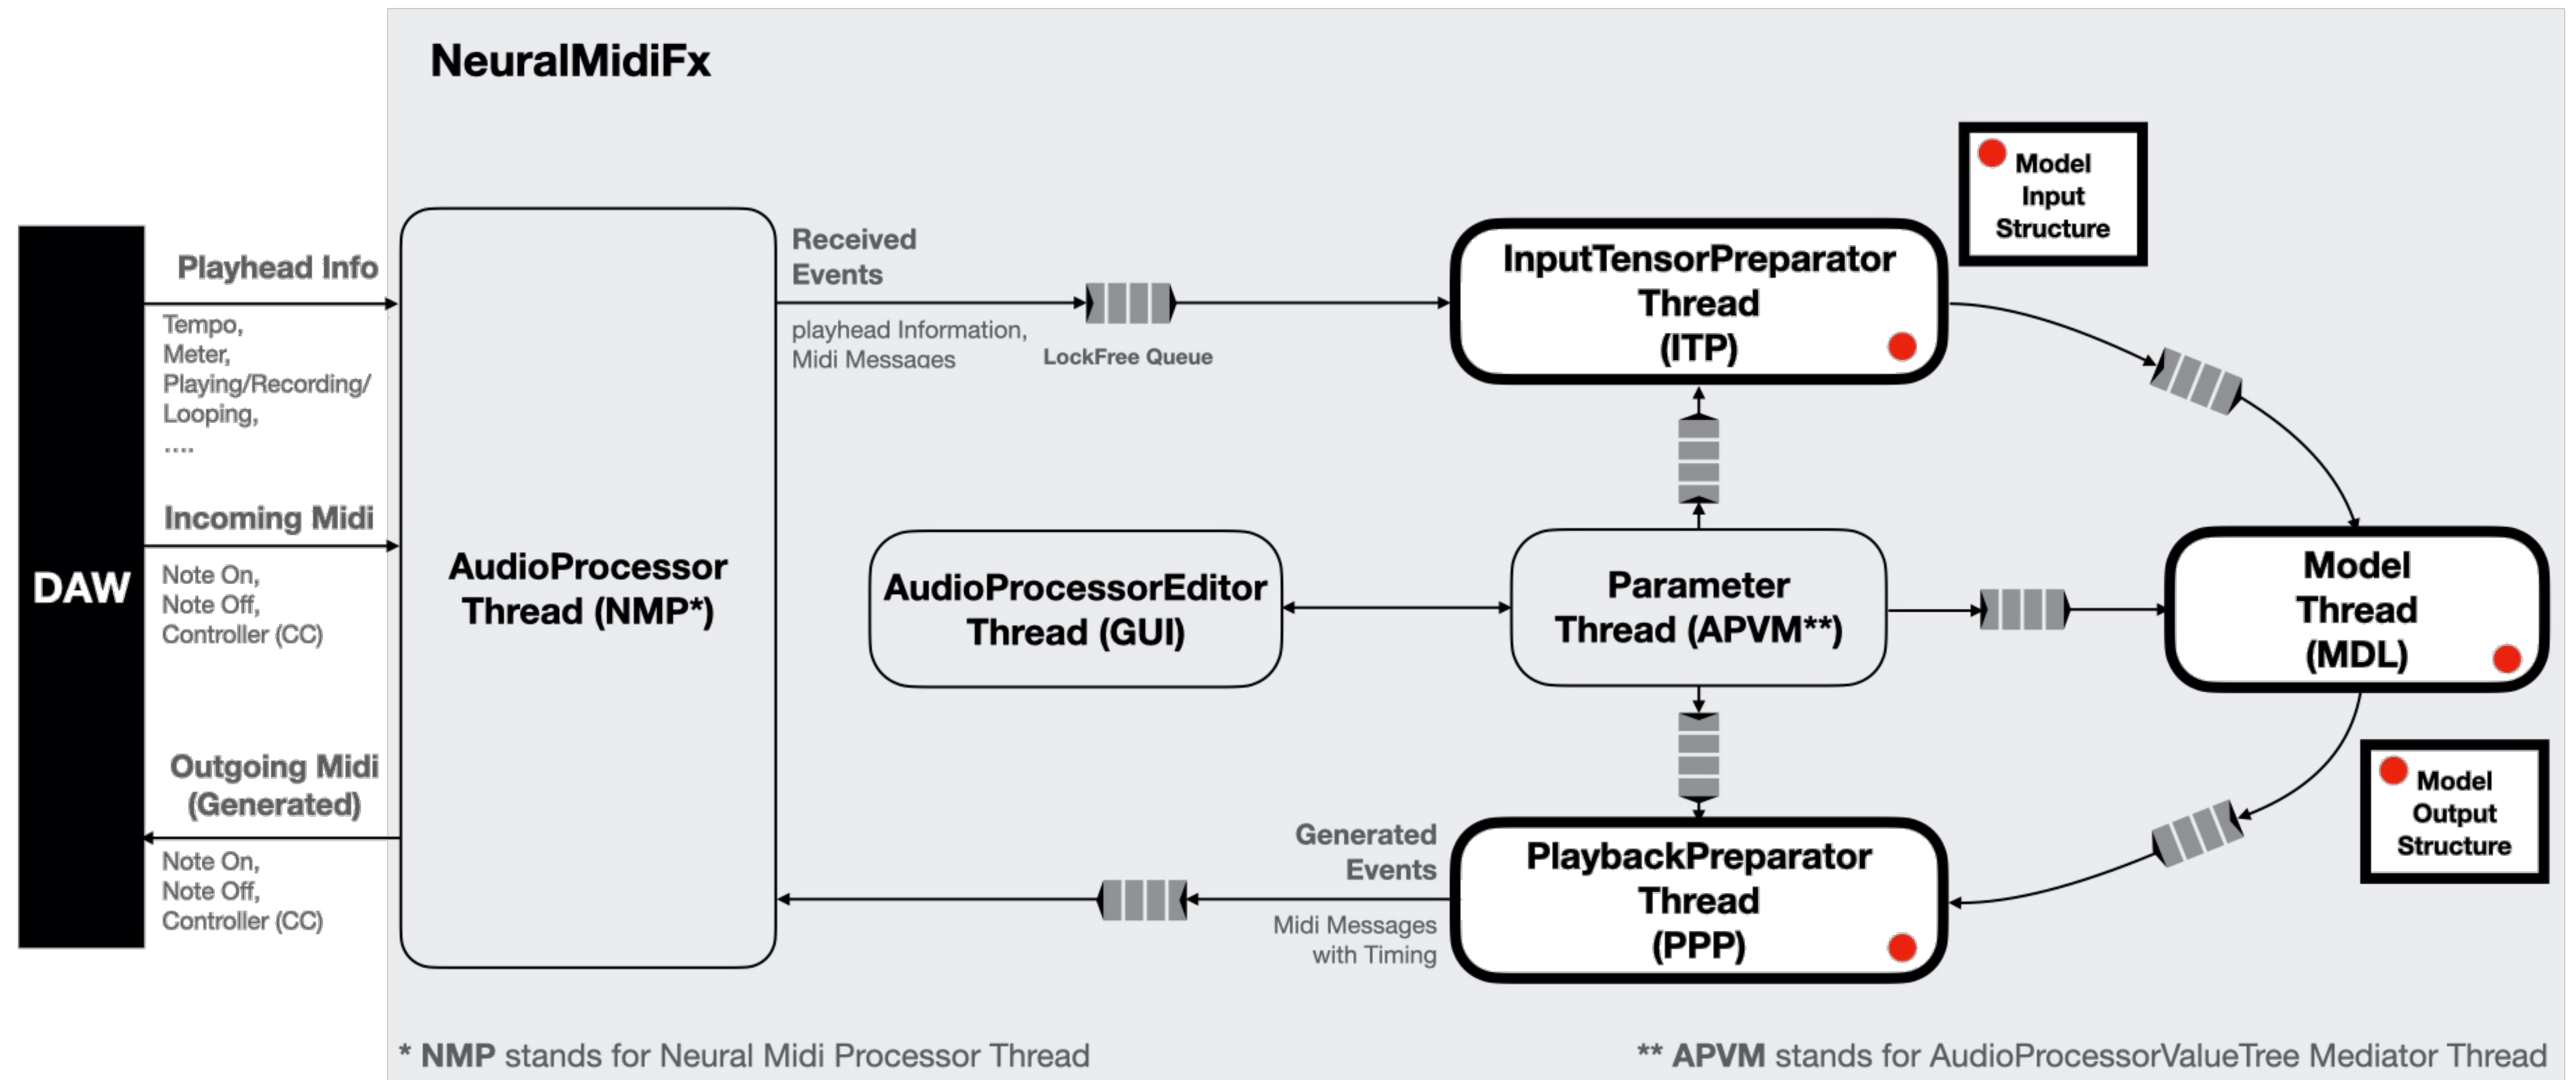 NeuralMidiFx
DAW
Playhead Info
Tempo,
Meter,
Playing/Recording/
Looping,
....
Incoming Midi
Note On,
Note Off,
Controller (CC)
Outgoing Midi
(Generated)
Note On,
Note Off,
Controller (CC)
AudioProcessor
Thread (NMP*)
Received
Events
playhead Information,
Midi Messages
LockFree Queue
InputTensorPreparator
Thread
(ITP)
Model
Input
Structure
AudioProcessorEditor
Thread (GUI)
Parameter
Thread (APVM**)
Model
Thread
(MDL)
Model
Output
Structure
Generated
Events
Midi Messages
with Timing
PlaybackPreparator
Thread
(PPP)
* NMP stands for Neural Midi Processor Thread
** APVM stands for AudioProcessorValueTree Mediator Thread